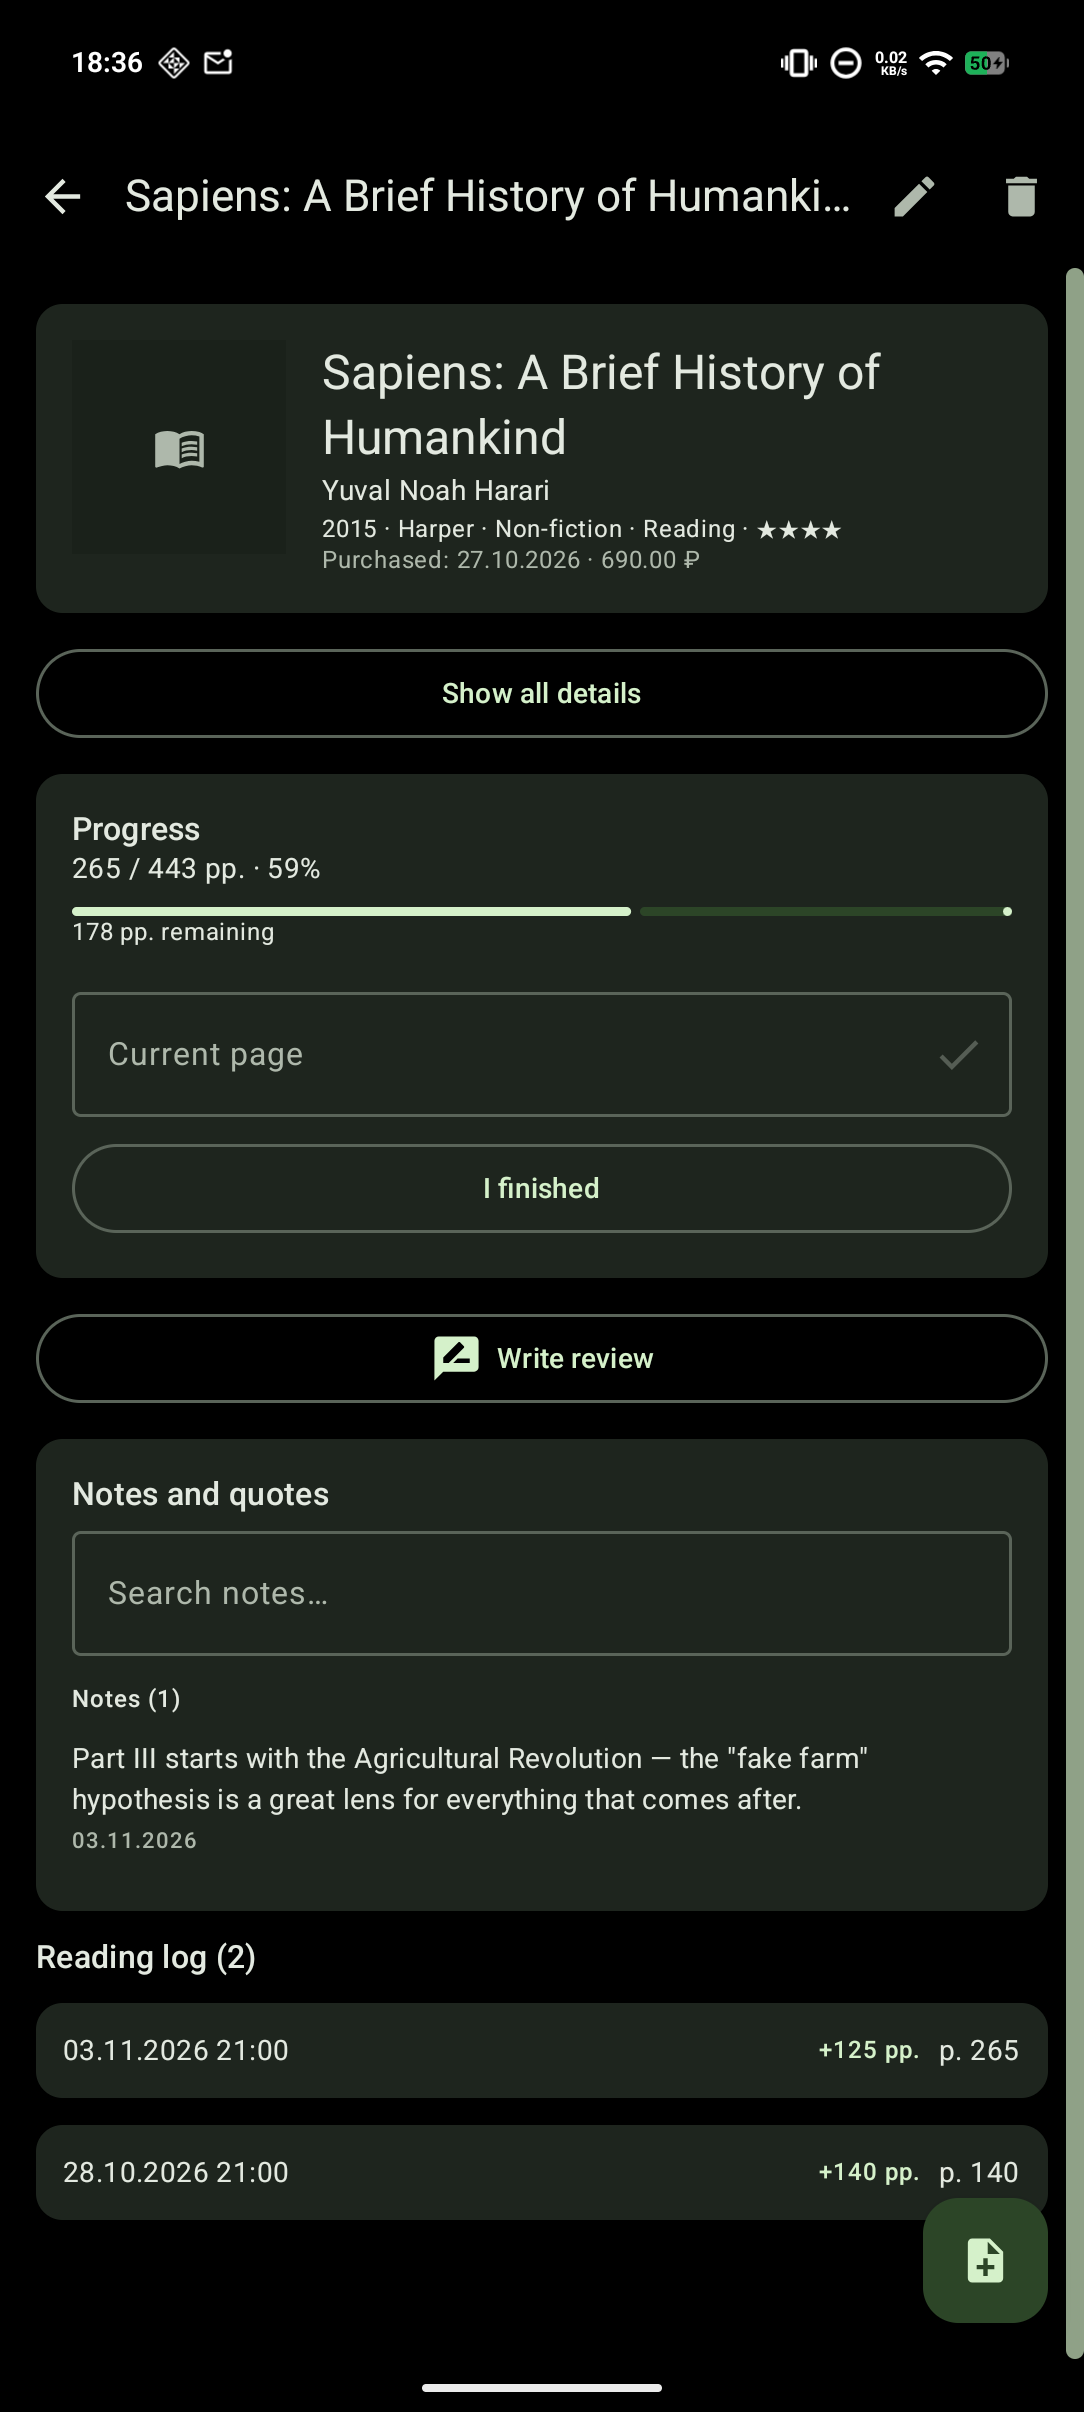 18:36
0.02
KB/s
50
Sapiens: A Brief History of Humanki...
Sapiens: A Brief History of
Humankind
Yuval Noah Harari
2015 · Harper · Non-fiction · Reading · ★★★★
Purchased: 27.10.2026 · 690.00 ₽
Show all details
Progress
265 / 443 pp. · 59%
178 pp. remaining
Current page
I finished
Write review
Notes and quotes
Search notes...
Notes (1)
Part III starts with the Agricultural Revolution — the "fake farm"
hypothesis is a great lens for everything that comes after.
03.11.2026
Reading log (2)
03.11.2026 21:00 +125 pp. p. 265
28.10.2026 21:00 +140 pp. p. 140